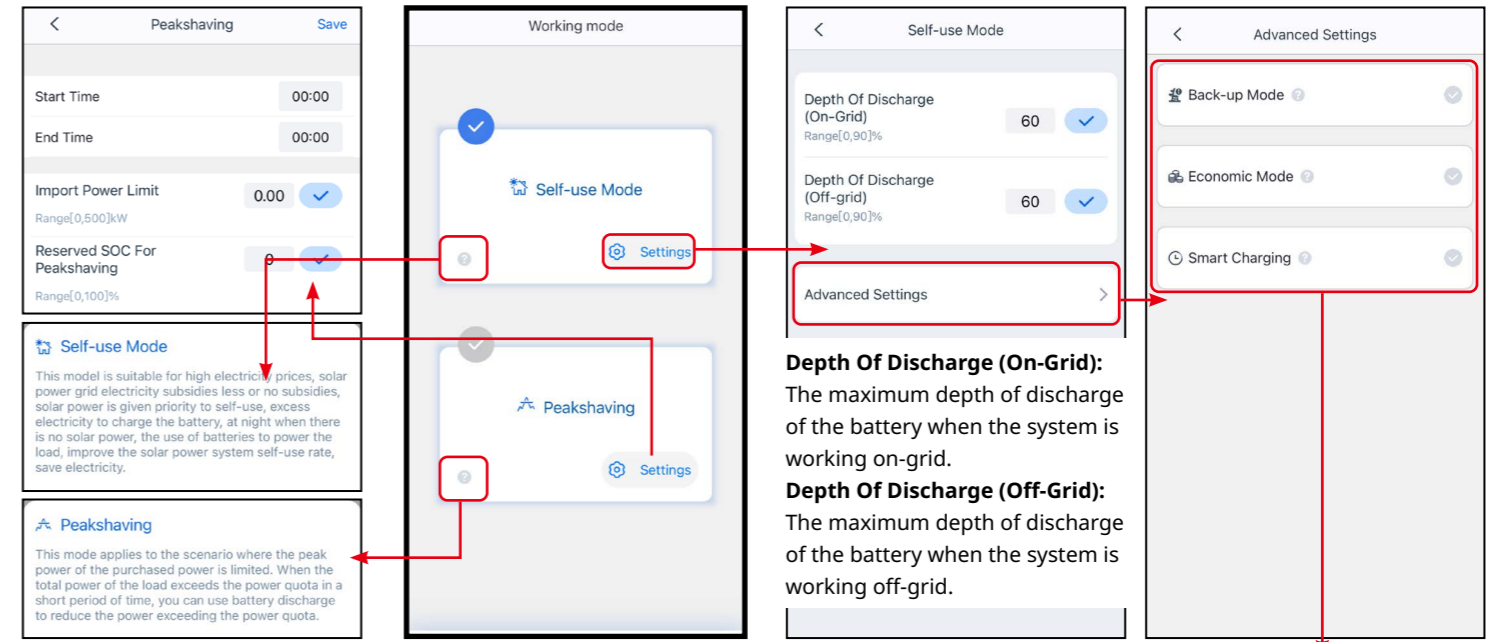 Peakshaving
Save
Start Time
00:00
End Time
00:00
Import Power Limit
0.00
Range[0,500]kW
Reserved SOC For
Peakshaving
0
Range[0,100]%
Self-use Mode
This model is suitable for high electricity prices, solar
power grid electricity subsidies less or no subsidies,
solar power is given priority to self-use, excess
electricity to charge the battery, at night when there
is no solar power, the use of batteries to power the
load, improve the solar power system self-use rate,
save electricity.
Peakshaving
This mode applies to the scenario where the peak
power of the purchased power is limited. When the
total power of the load exceeds the power quota in a
short period of time, you can use battery discharge
to reduce the power exceeding the power quota.
Working mode
Self-use Mode
Settings
Peakshaving
Settings
Self-use Mode
Depth Of Discharge
(On-Grid)
60
Range[0,90]%
Depth Of Discharge
(Off-grid)
60
Range[0,90]%
Advanced Settings
Depth Of Discharge (On-Grid):
The maximum depth of discharge
of the battery when the system is
working on-grid.
Depth Of Discharge (Off-Grid):
The maximum depth of discharge
of the battery when the system is
working off-grid.
Advanced Settings
Back-up Mode
Economic Mode
Smart Charging